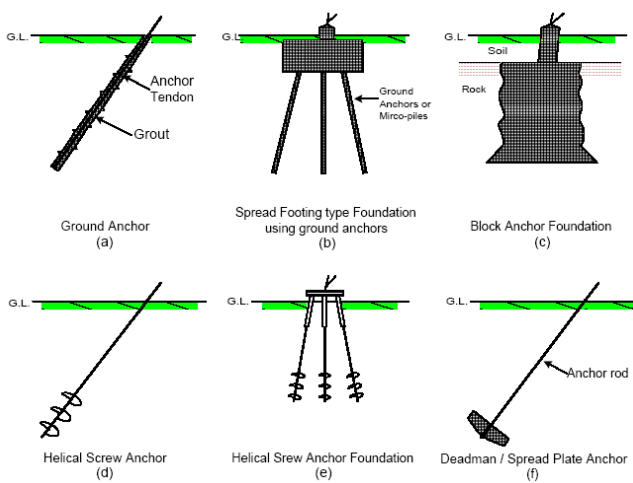 G.L.
Anchor
Tendon
Grout
Ground Anchor
(a)
G.L.
Ground
Anchors or
Mirco-piles
Spread Footing type Foundation
using ground anchors
(b)
G.L.
Soil
Rock
Block Anchor Foundation
(c)
G.L.
Helical Screw Anchor
(d)
G.L.
Helical Srew Anchor Foundation
(e)
G.L.
Anchor rod
Deadman / Spread Plate Anchor
(f)